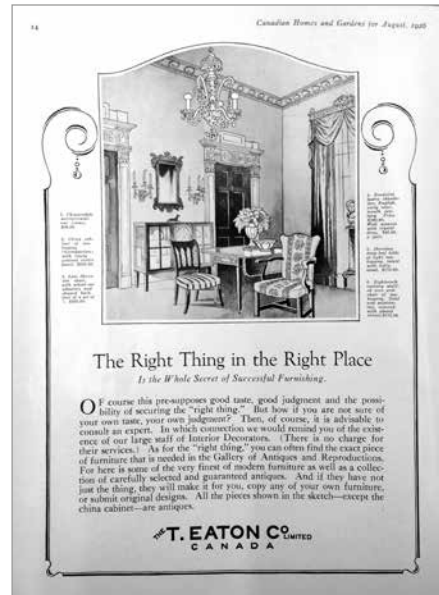 14
Canadian Homes and Gardens for August, 1926
The Right Thing in the Right Place
Is the Whole Secret of Successful Furnishing.
OF course this pre-supposes good taste, good judgment and the possi-
bility of securing the "right thing." But how if you are not sure of
your own taste, your own judgment? Then, of course, it is advisable to
consult an expert. In which connection we would remind you of the exist-
ence of our large staff of Interior Decorators. (There is no charge for
their services.) As for the "right thing," you can often find the exact piece
of furniture that is needed in the Gallery of Antiques and Reproductions.
For here is some of the very finest of modern furniture as well as a collec-
tion of carefully selected and guaranteed antiques. And if they have not
just the thing, they will make it for you, copy any of your own furniture,
or submit original designs. All the pieces shown in the sketch—except the
china cabinet—are antiques.
THE T. EATON CO LIMITED
CANADA